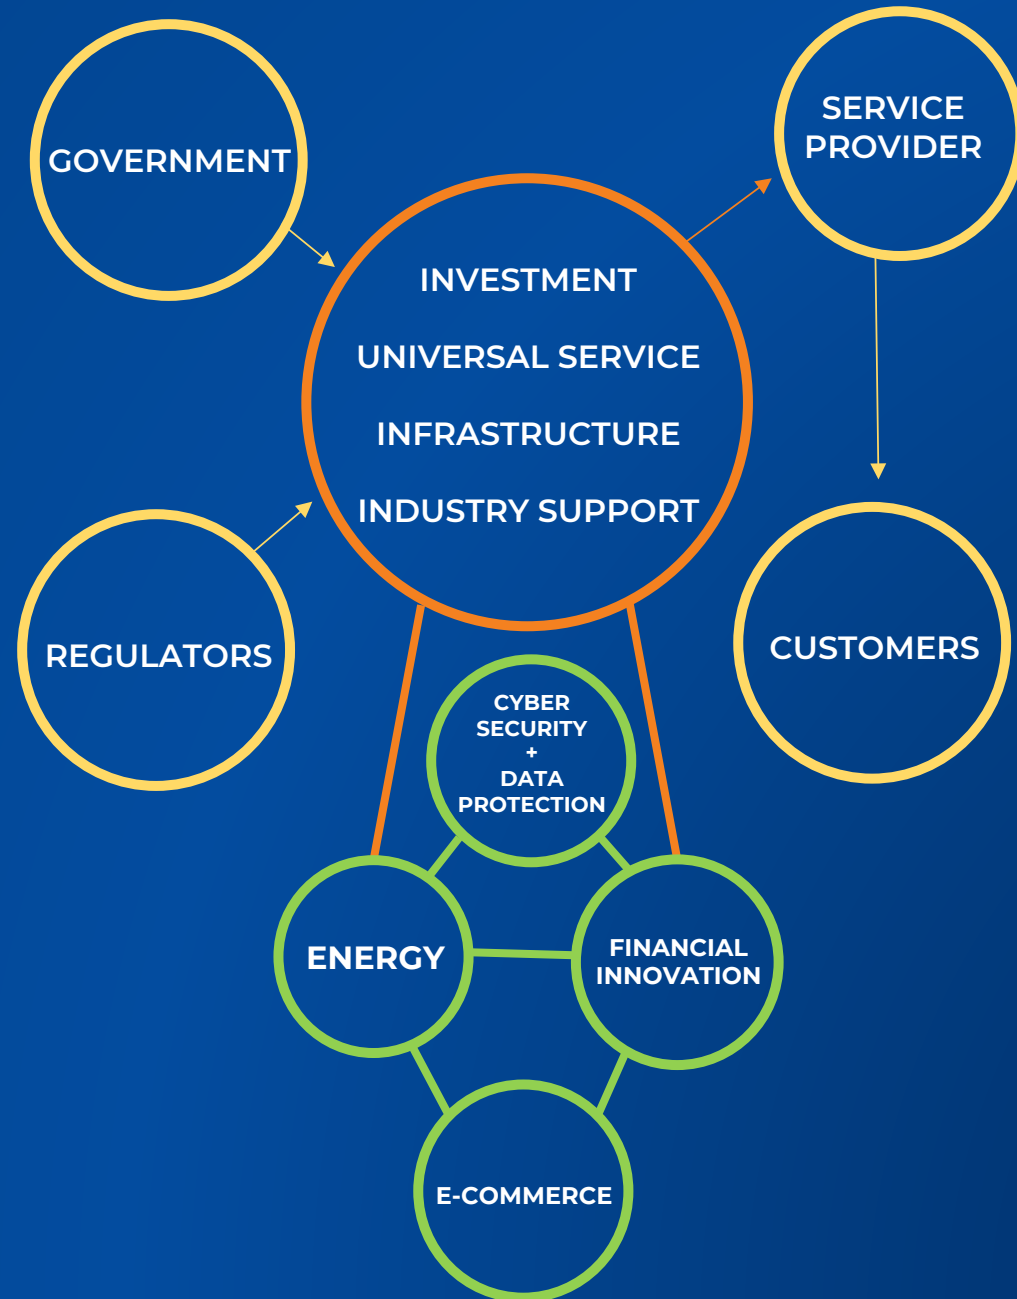 GOVERNMENT
SERVICE
PROVIDER
INVESTMENT
UNIVERSAL SERVICE
INFRASTRUCTURE
INDUSTRY SUPPORT
REGULATORS
CUSTOMERS
CYBER
SECURITY
+
DATA
PROTECTION
ENERGY
FINANCIAL
INNOVATION
E-COMMERCE